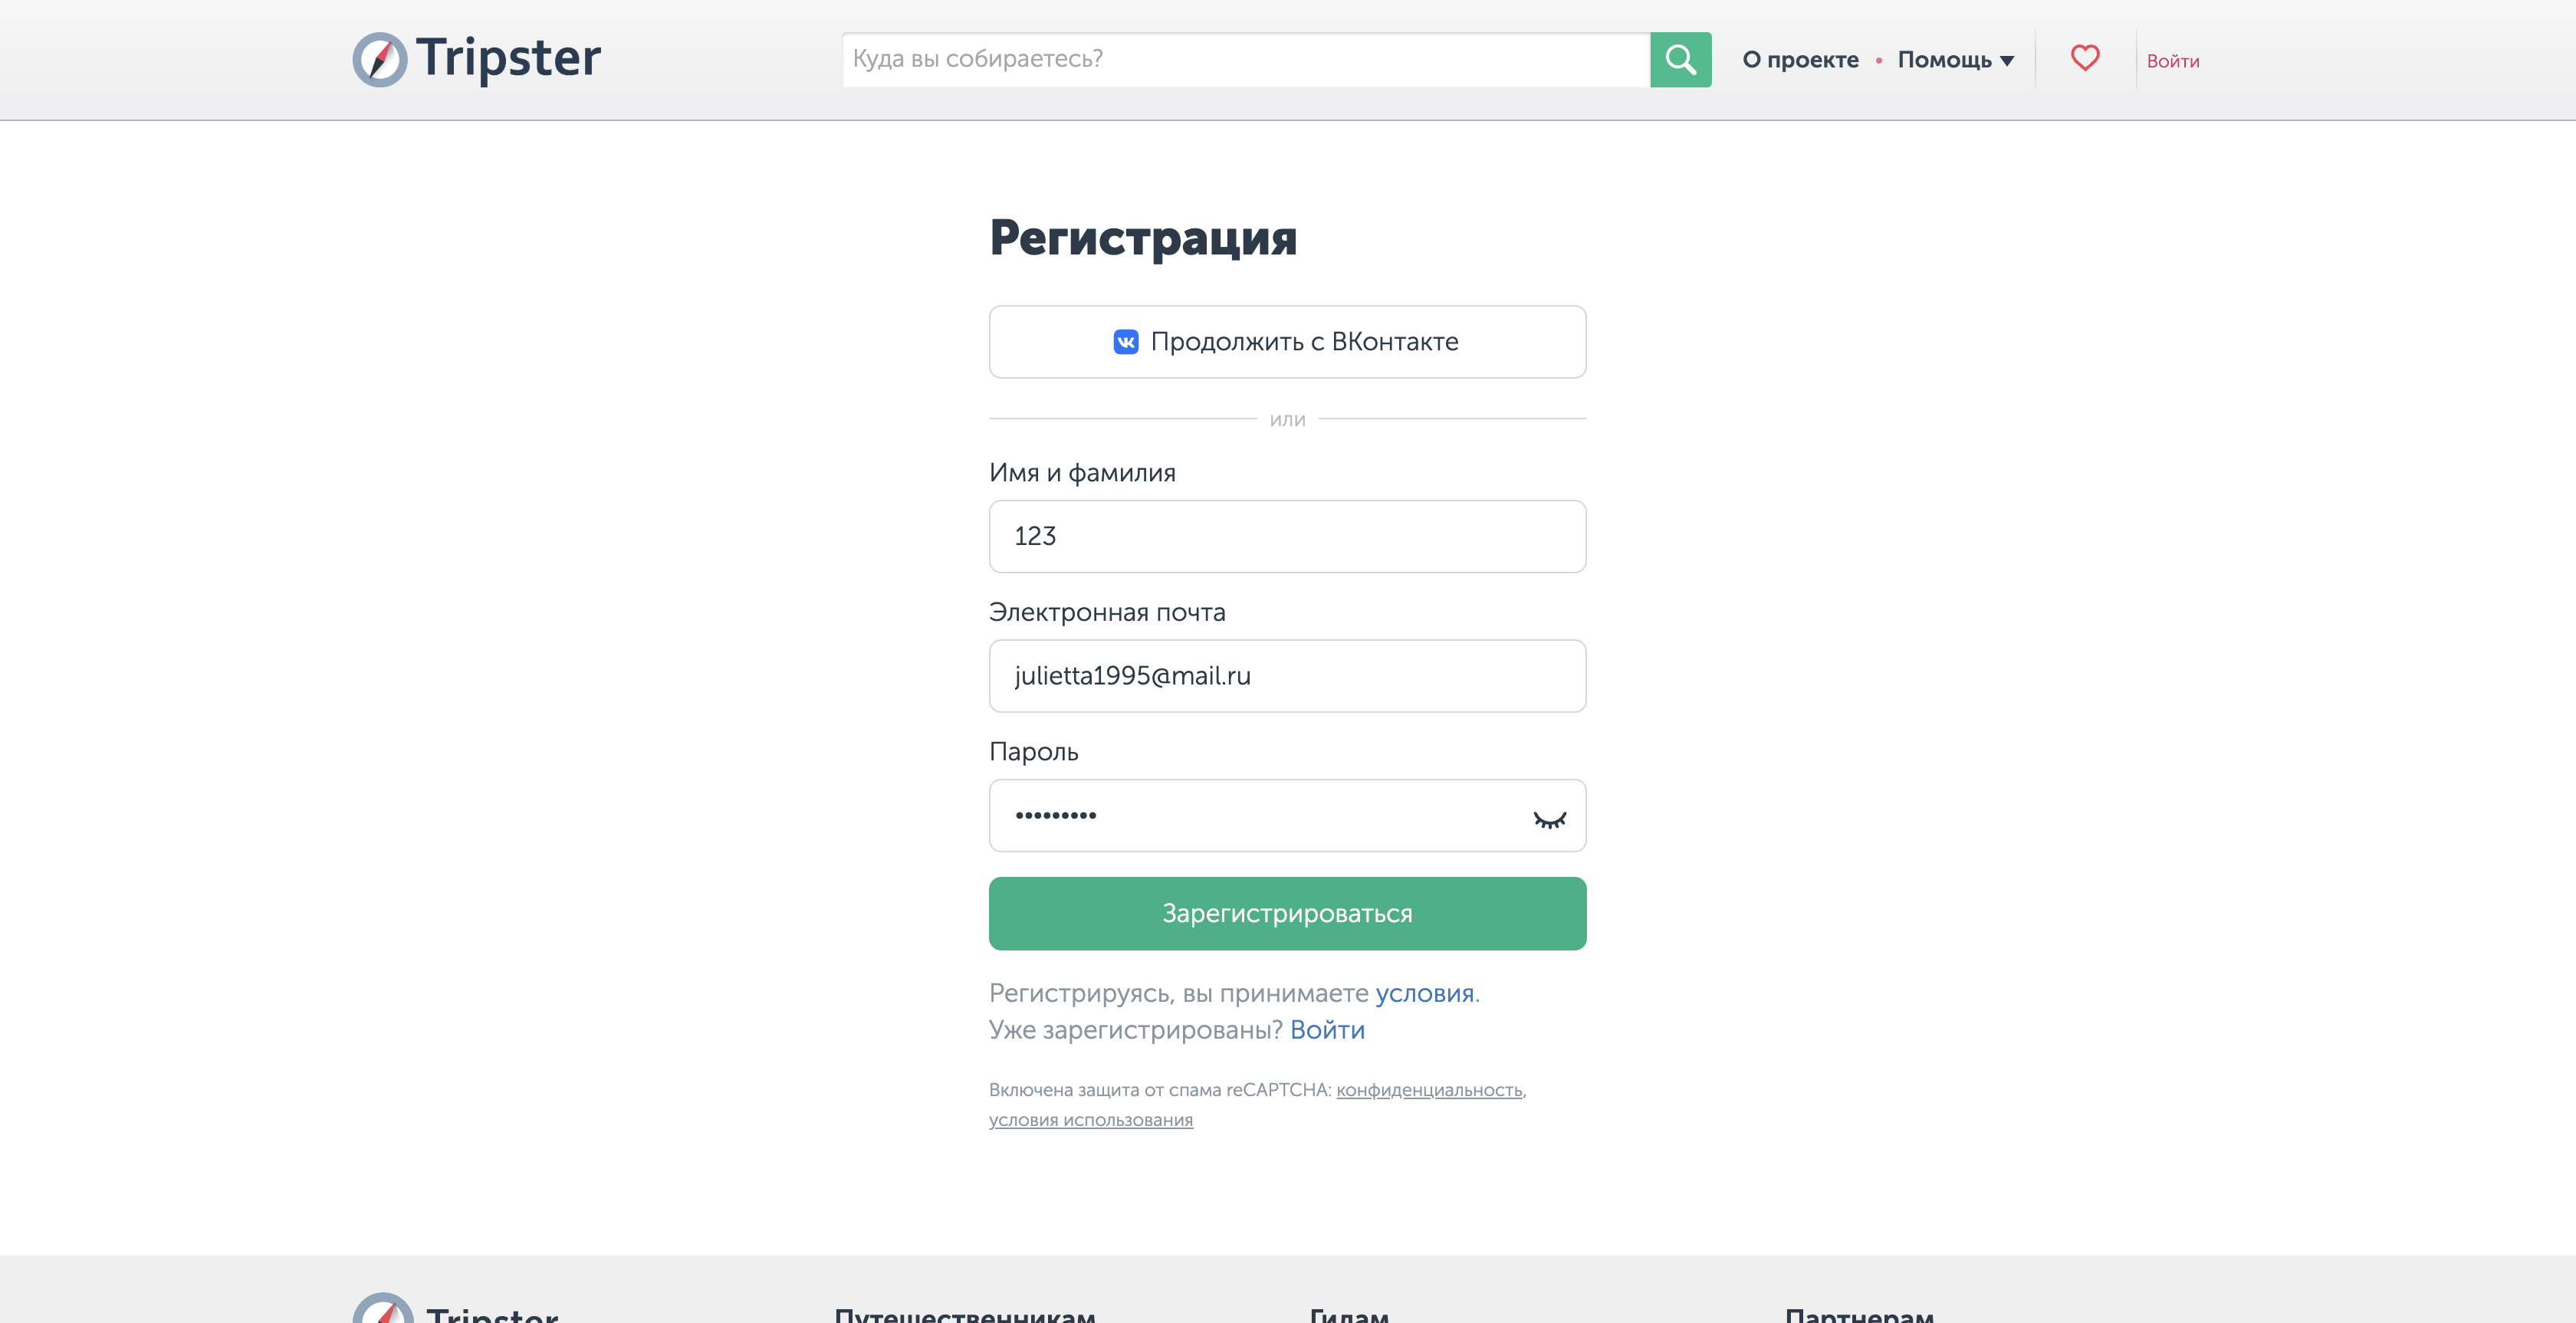 Tripster
Куда вы собираетесь?
О проекте • Помощь
Войти
Регистрация
Продолжить с ВКонтакте
или
Имя и фамилия
123
Электронная почта
julietta1995@mail.ru
Пароль
•••••••••
Зарегистрироваться
Регистрируясь, вы принимаете условия.
Уже зарегистрированы? Войти
Включена защита от спама reCAPTCHA: конфиденциальность,
условия использования
Tripster
Путешественникам
Гидам
Партнерам